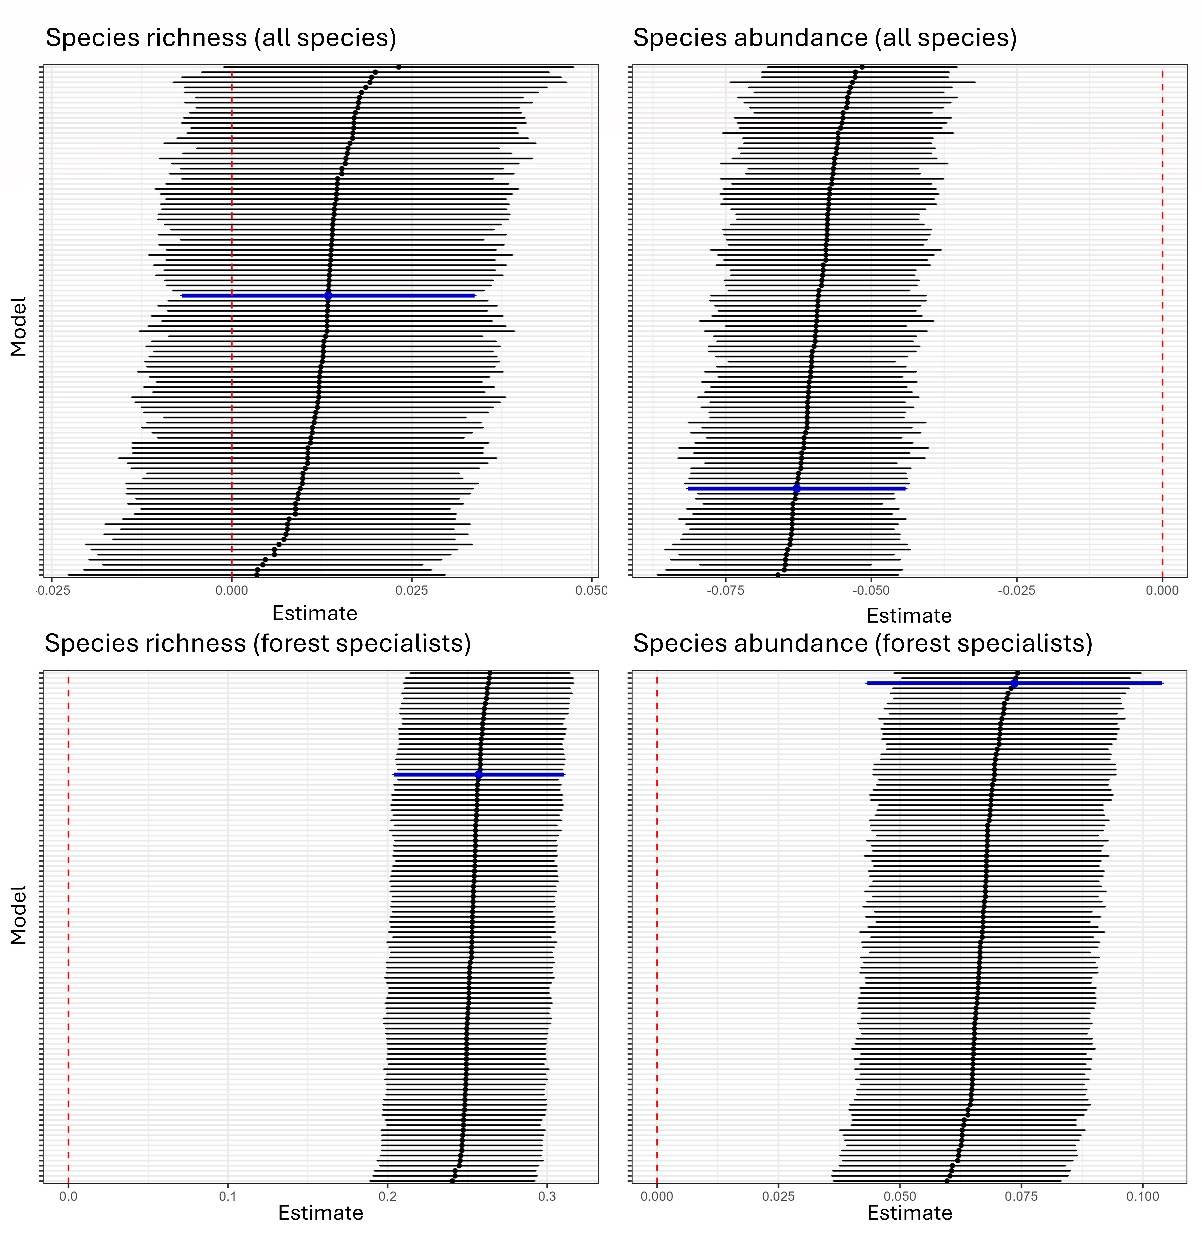 Species richness (all species)
Species abundance (all species)
Model
-0.025
0.000
0.025
0.050
-0.075
-0.050
-0.025
0.000
Estimate
Estimate
Species richness (forest specialists)
Species abundance (forest specialists)
Model
0.0
0.1
0.2
0.3
0.000
0.025
0.050
0.075
0.100
Estimate
Estimate